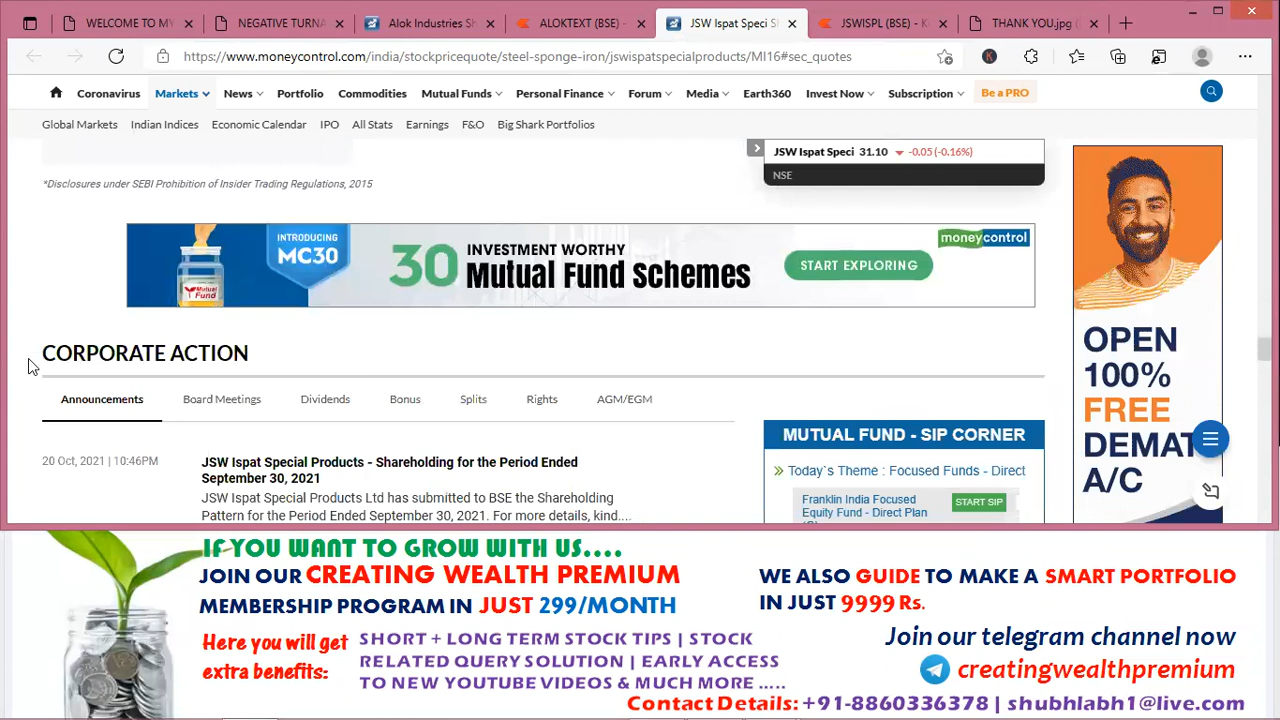 WELCOME TO MY
NEGATIVE TURNA
Alok Industries Sh
ALOKTEXT (BSE) -
JSW Ispat Speci S
JSWISPL (BSE) - K
THANK YOU.jpg (
https://www.moneycontrol.com/india/stockpricequote/steel-sponge-iron/jswispatspecialproducts/MI16#sec_quotes
Coronavirus Markets News Portfolio Commodities Mutual Funds Personal Finance Forum Media Earth360 Invest Now Subscription Be a PRO
Global Markets Indian Indices Economic Calendar IPO All Stats Earnings F&O Big Shark Portfolios
JSW Ispat Speci 31.10 -0.05 (-0.16%)
NSE
*Disclosures under SEBI Prohibition of Insider Trading Regulations, 2015
INTRODUCING
MC30
Mutual
Fund
30
INVESTMENT WORTHY
Mutual Fund Schemes
START EXPLORING
moneycontrol
CORPORATE ACTION
Announcements Board Meetings Dividends Bonus Splits Rights AGM/EGM
20 Oct, 2021 | 10:46PM
JSW Ispat Special Products - Shareholding for the Period Ended
September 30, 2021
JSW Ispat Special Products Ltd has submitted to BSE the Shareholding
Pattern for the Period Ended September 30, 2021. For more details, kind....
MUTUAL FUND - SIP CORNER
Today`s Theme : Focused Funds - Direct
Franklin India Focused
Equity Fund - Direct Plan
START SIP
OPEN
100%
FREE
DEMAT
A/C
IF YOU WANT TO GROW WITH US....
JOIN OUR CREATING WEALTH PREMIUM
MEMBERSHIP PROGRAM IN JUST 299/MONTH
Here you will get
extra benefits:
SHORT + LONG TERM STOCK TIPS | STOCK
RELATED QUERY SOLUTION | EARLY ACCESS
TO NEW YOUTUBE VIDEOS & MUCH MORE .....
WE ALSO GUIDE TO MAKE A SMART PORTFOLIO
IN JUST 9999 Rs.
Join our telegram channel now
creatingwealthpremium
Contact Details: +91-8860336378 | shubhlabh1@live.com